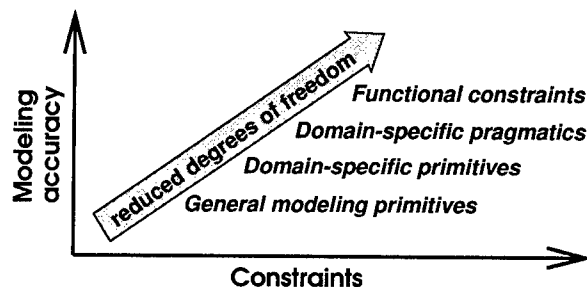 Modeling
accuracy
reduced degrees of freedom
Functional constraints
Domain-specific pragmatics
Domain-specific primitives
General modeling primitives
Constraints